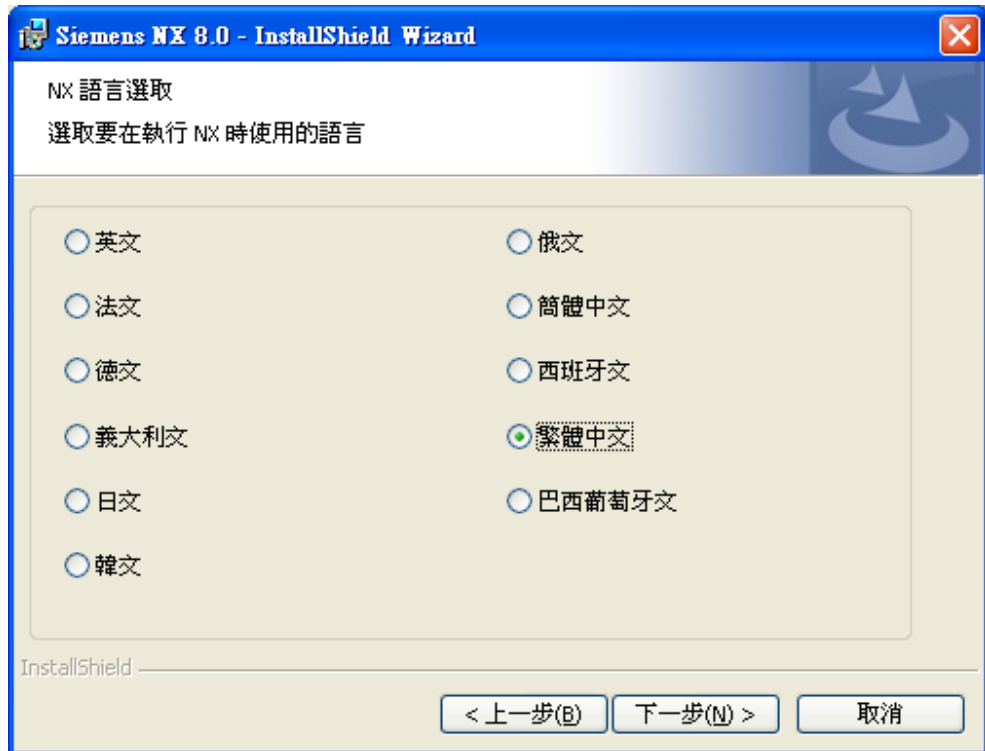 Siemens NX 8.0 - InstallShield Wizard
NX 語言選取
選取要在執行 NX 時使用的語言
英文
俄文
法文
簡體中文
德文
西班牙文
義大利文
繁體中文
日文
巴西葡萄牙文
韓文
InstallShield
< 上一步(B)
下一步(N) >
取消